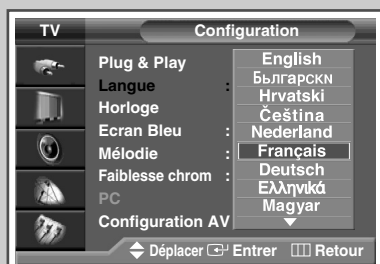 TV Configuration
Plug & Play
Langue :
Horloge
Ecran Bleu :
Mélodie :
Faiblesse chrom :
PC
Configuration AV
English
Бьлгарскн
Hrvatski
Čeština
Nederland
Français
Deutsch
Ελληνικά
Magyar
Déplacer Entrer Retour